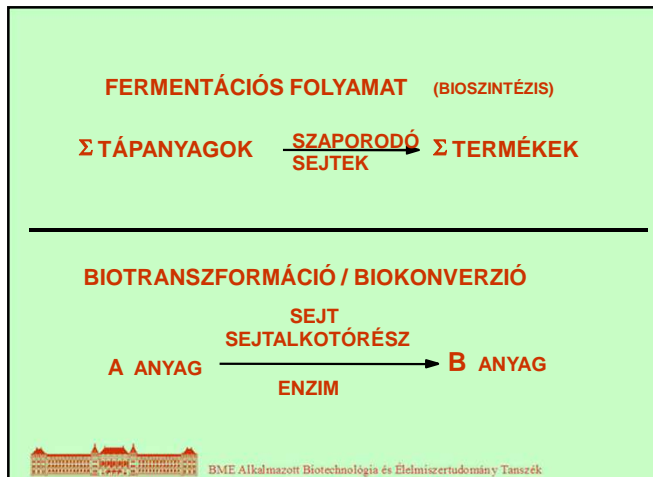 FERMENTÁCIÓS FOLYAMAT (BIOSZINTÉZIS)
Σ TÁPANYAGOK SZAPORODÓ SEJTEK Σ TERMÉKEK
BIOTRANSZFORMÁCIÓ / BIOKONVERZIÓ
SEJT
SEJTALKOTÓRÉSZ
A ANYAG B ANYAG
ENZIM
BME Alkalmazott Biotechnológia és Élelmiszertudomány Tanszék